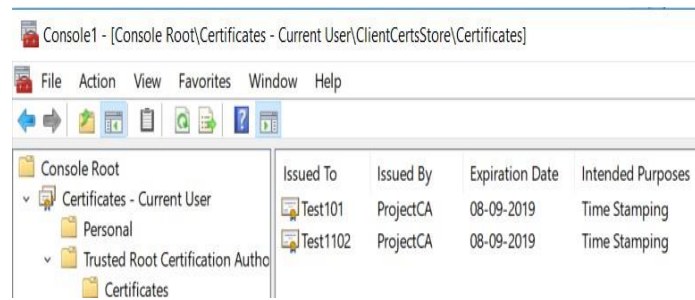 Console1 - [Console Root\Certificates - Current User\ClientCertsStore\Certificates]
File Action View Favorites Window Help
Console Root
Certificates - Current User
Personal
Trusted Root Certification Autho
Certificates
Issued To Issued By Expiration Date Intended Purposes
Test101 ProjectCA 08-09-2019 Time Stamping
Test1102 ProjectCA 08-09-2019 Time Stamping